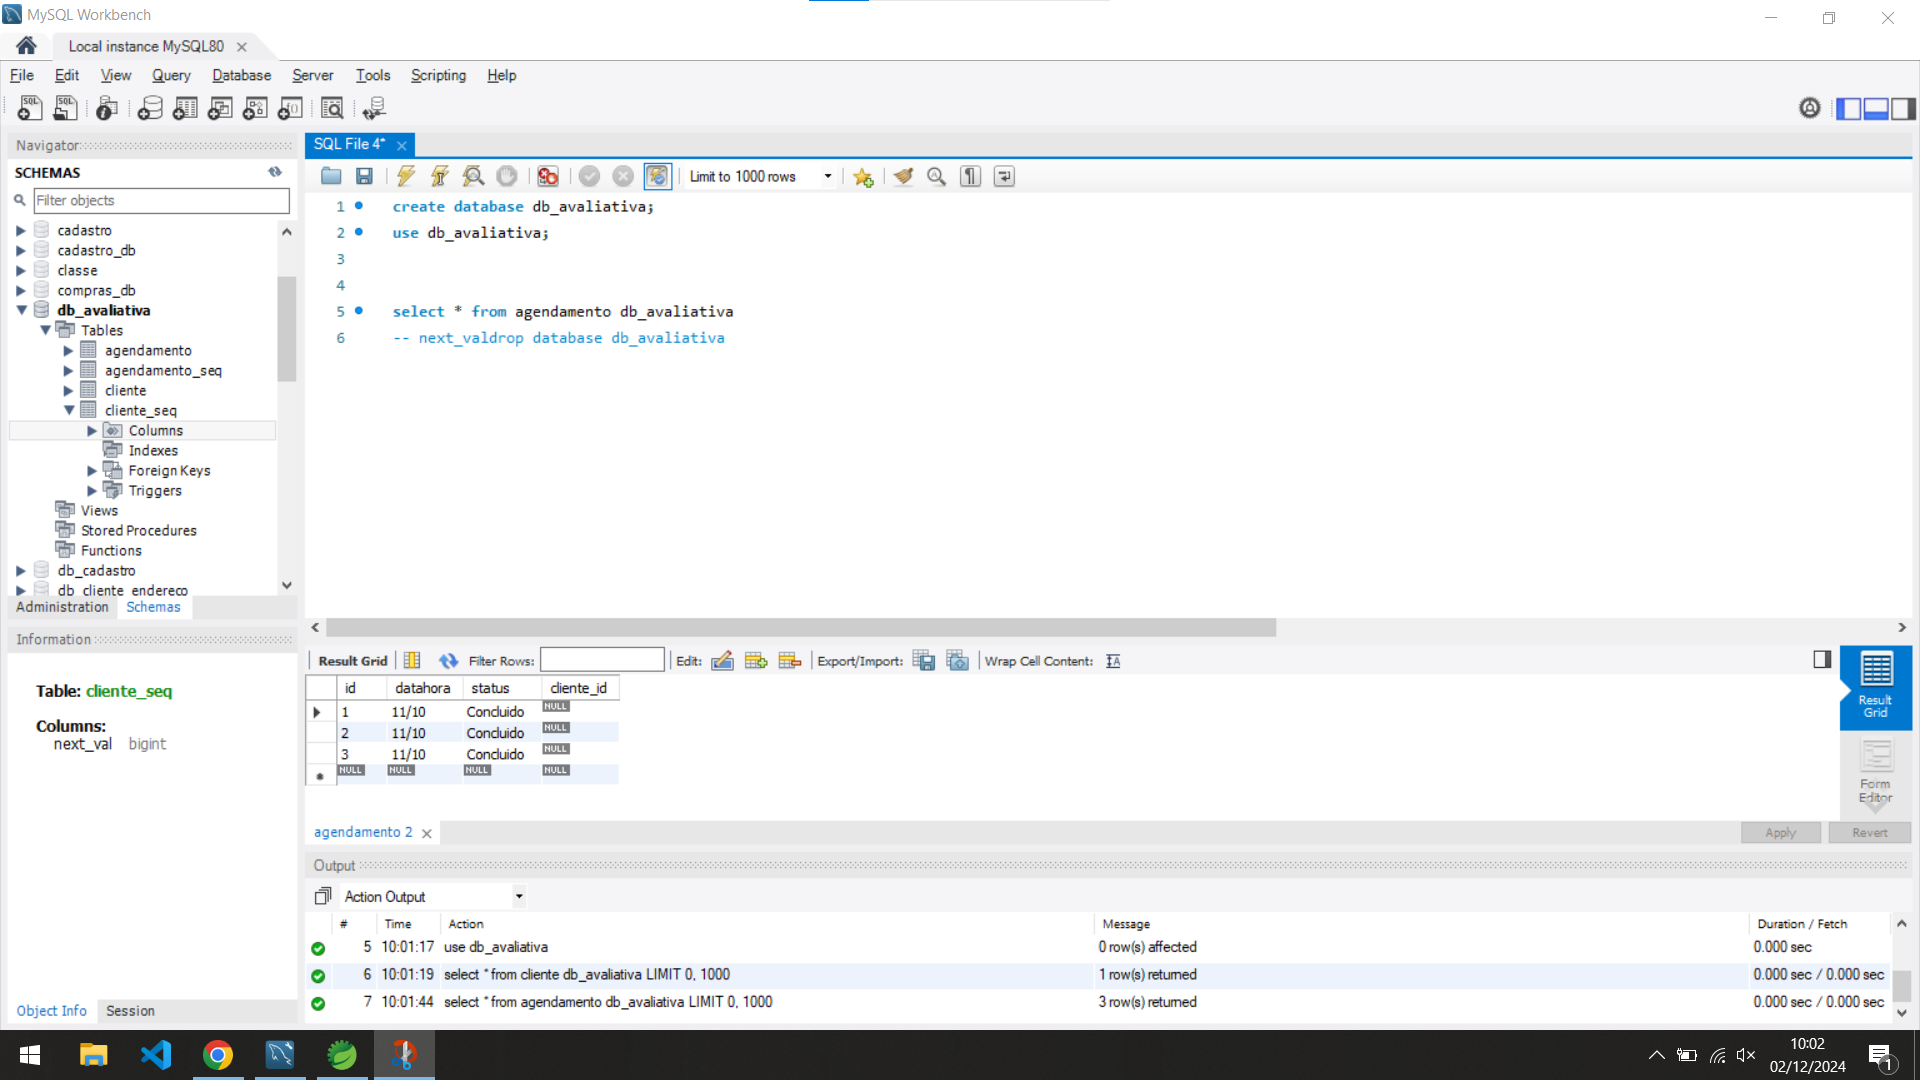 MySQL Workbench
Local instance MySQL80
File Edit View Query Database Server Tools Scripting Help
Navigator
SQL File 4*
SCHEMAS
Limit to 1000 rows
Filter objects
cadastro
cadastro_db
classe
compras_db
db_avaliativa
Tables
agendamento
agendamento_seq
cliente
cliente_seq
Columns
Indexes
Foreign Keys
Triggers
Views
Stored Procedures
Functions
db_cadastro
db_cliente_endereco
Administration Schemas
1 create database db_avaliativa;
2 use db_avaliativa;
3
4
5 select * from agendamento db_avaliativa
6 -- next_valdrop database db_avaliativa
Information
Table: cliente_seq
Columns:
next_val bigint
Object Info Session
Result Grid Filter Rows: Edit: Export/Import: Wrap Cell Content:
id datahora status cliente_id
1 11/10 Concluido NULL
2 11/10 Concluido NULL
3 11/10 Concluido NULL
NULL NULL NULL NULL
Result
Grid
Form
Editor
agendamento 2
Apply Revert
Output
Action Output
# Time Action Message Duration / Fetch
5 10:01:17 use db_avaliativa 0 row(s) affected 0.000 sec
6 10:01:19 select * from cliente db_avaliativa LIMIT 0, 1000 1 row(s) returned 0.000 sec / 0.000 sec
7 10:01:44 select * from agendamento db_avaliativa LIMIT 0, 1000 3 row(s) returned 0.000 sec / 0.000 sec
10:02
02/12/2024
1